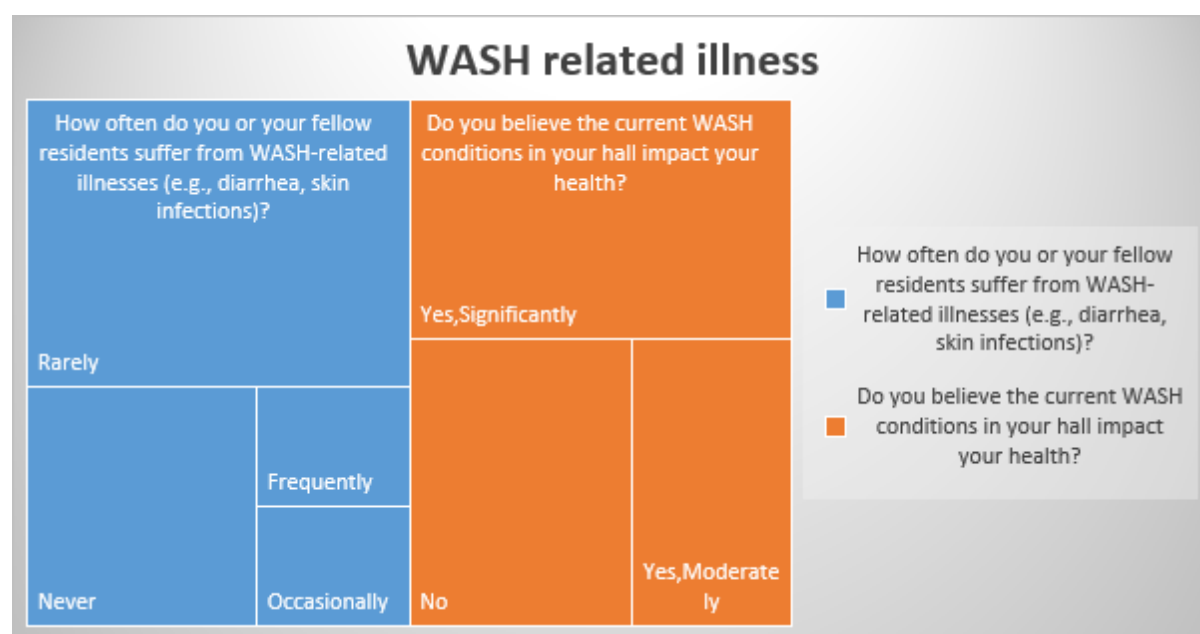 WASH related illness
How often do you or your fellow
residents suffer from WASH-related
illnesses (e.g., diarrhea, skin
infections)?
Rarely
Never
Frequently
Occasionally
Do you believe the current WASH
conditions in your hall impact your
health?
Yes,Significantly
No
Yes,Moderate
ly
How often do you or your fellow
residents suffer from WASH-
related illnesses (e.g., diarrhea,
skin infections)?
Do you believe the current WASH
conditions in your hall impact
your health?